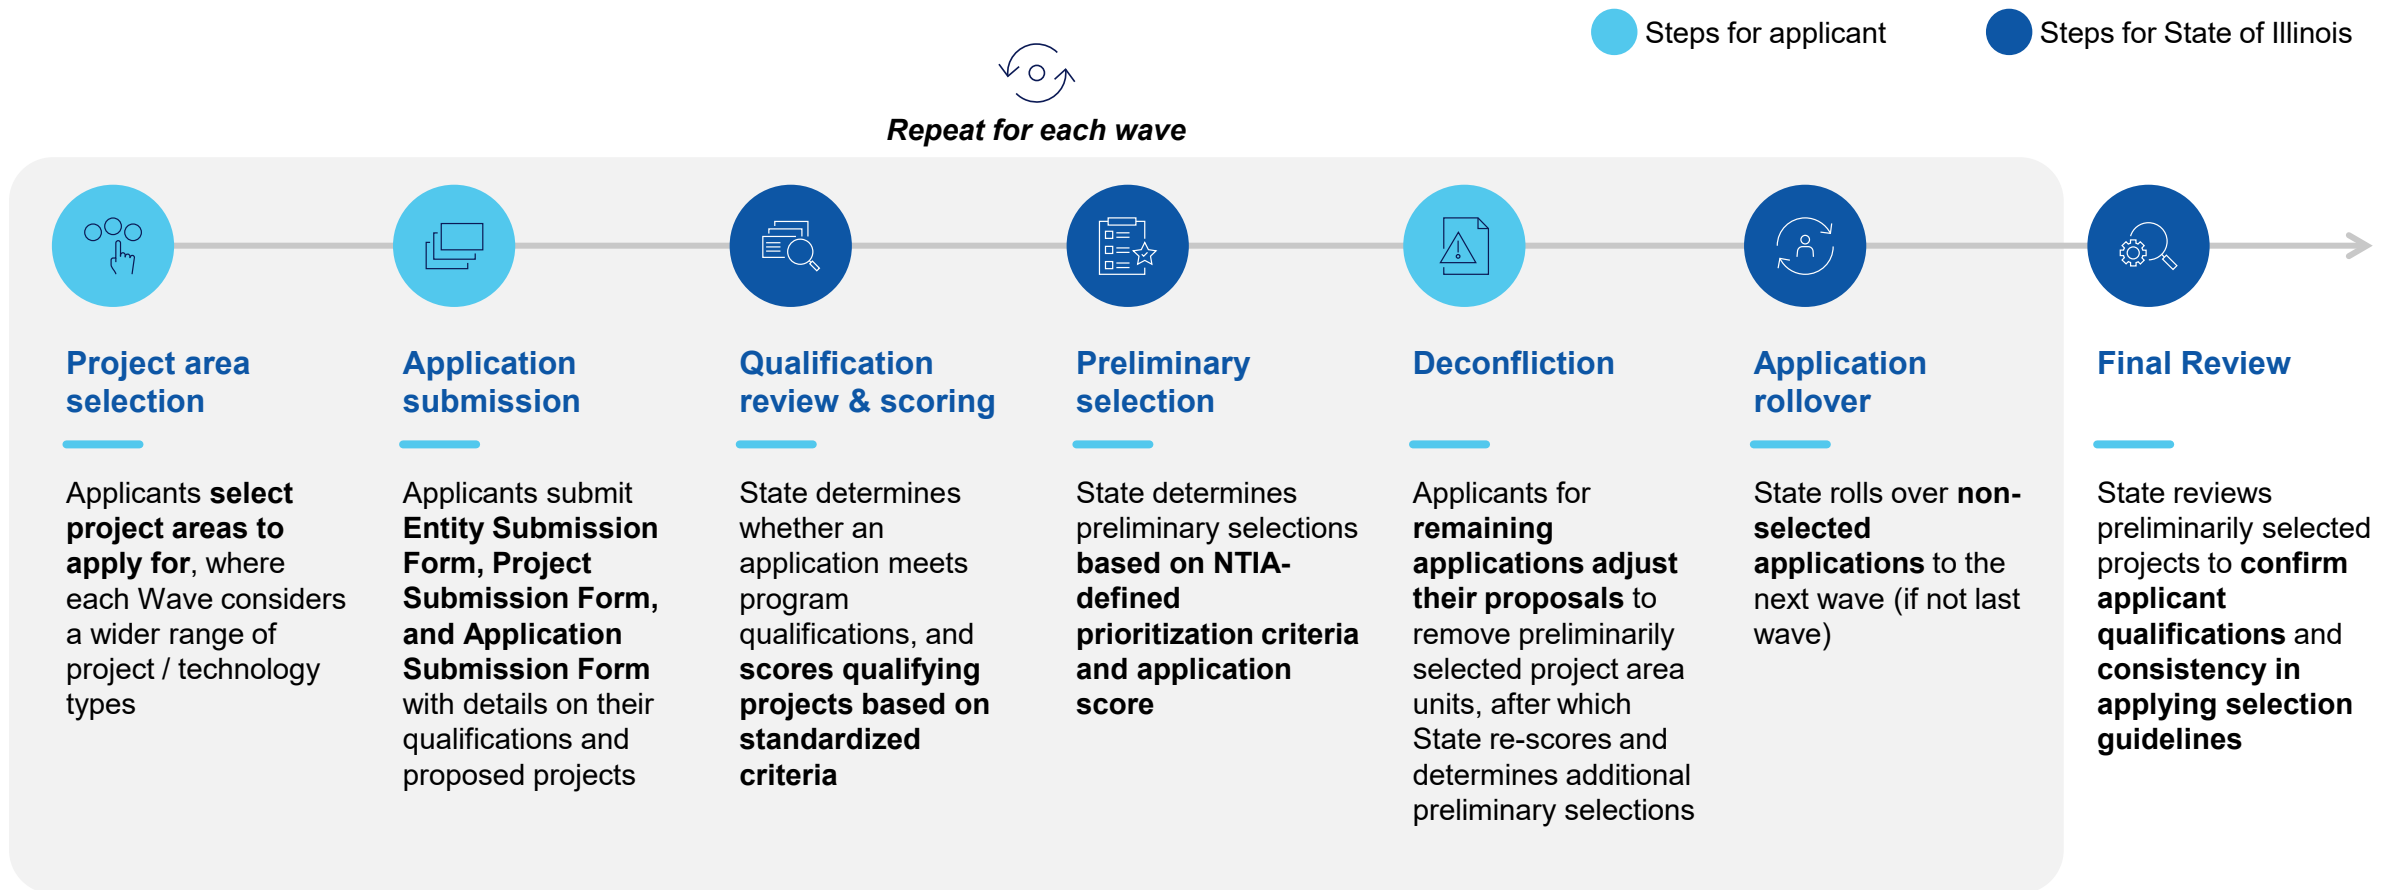 Steps for applicant
Steps for State of Illinois
Repeat for each wave
Project area
selection
Applicants select
project areas to
apply for, where
each Wave considers
a wider range of
project / technology
types
Application
submission
Applicants submit
Entity Submission
Form, Project
Submission Form,
and Application
Submission Form
with details on their
qualifications and
proposed projects
Qualification
review & scoring
State determines
whether an
application meets
program
qualifications, and
scores qualifying
projects based on
standardized
criteria
Preliminary
selection
State determines
preliminary selections
based on NTIA-
defined
prioritization criteria
and application
score
Deconfliction
Applicants for
remaining
applications adjust
their proposals to
remove preliminarily
selected project area
units, after which
State re-scores and
determines additional
preliminary selections
Application
rollover
State rolls over non-
selected
applications to the
next wave (if not last
wave)
Final Review
State reviews
preliminarily selected
projects to confirm
applicant
qualifications and
consistency in
applying selection
guidelines